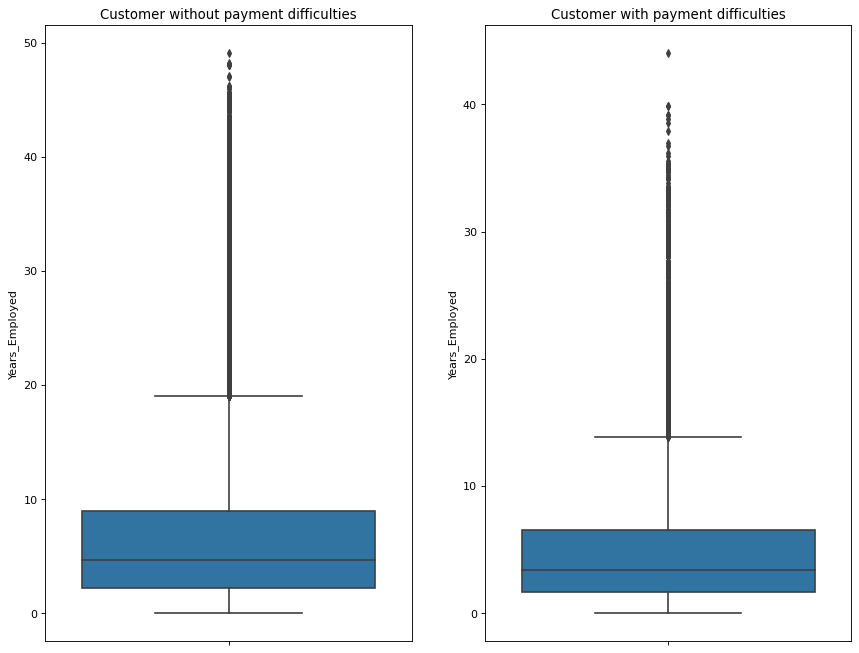 Customer without payment difficulties
Years_Employed
50
40
30
20
10
0
Customer with payment difficulties
Years_Employed
40
30
20
10
0